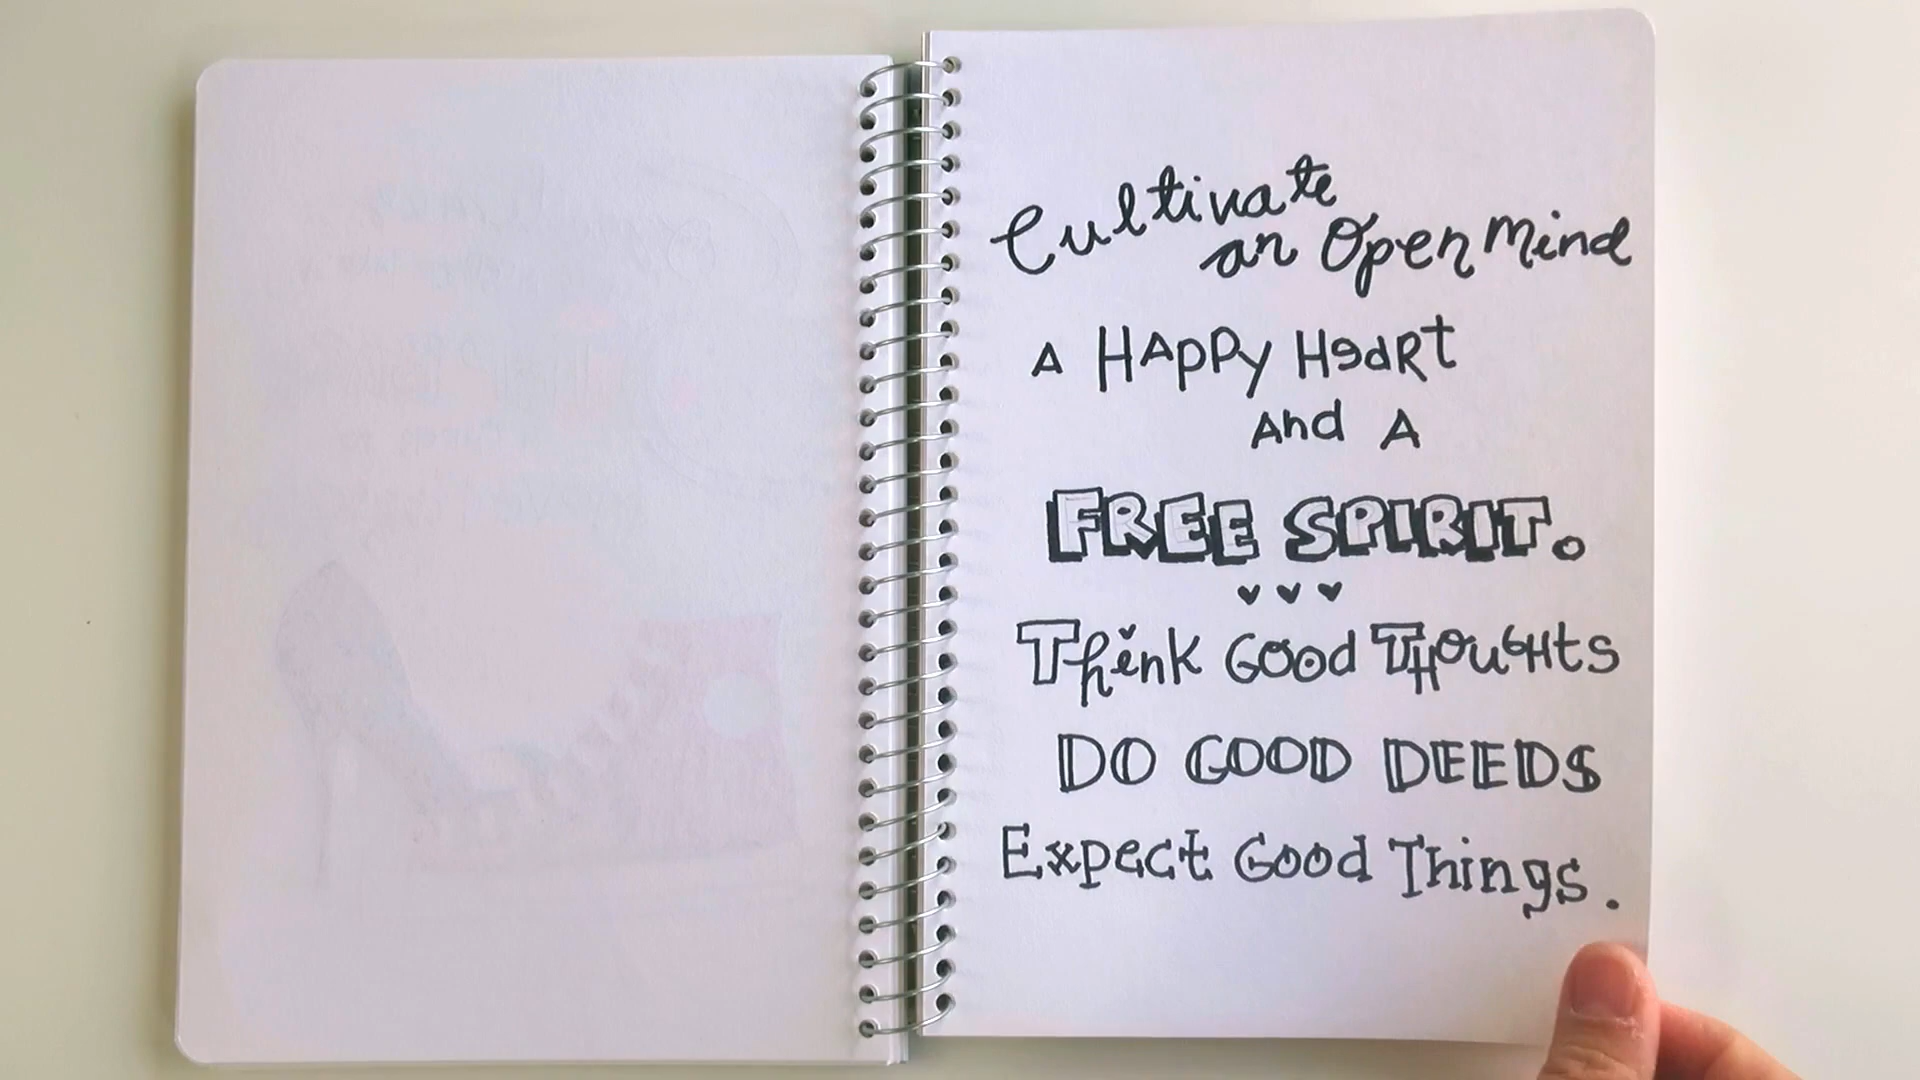 Cultivate
an Open Mind
A HAppy HeaRt
And A
FREE SPIRIT.
Think Good THoUGHts
DO GOOD DEEDS
Expect Good Things.